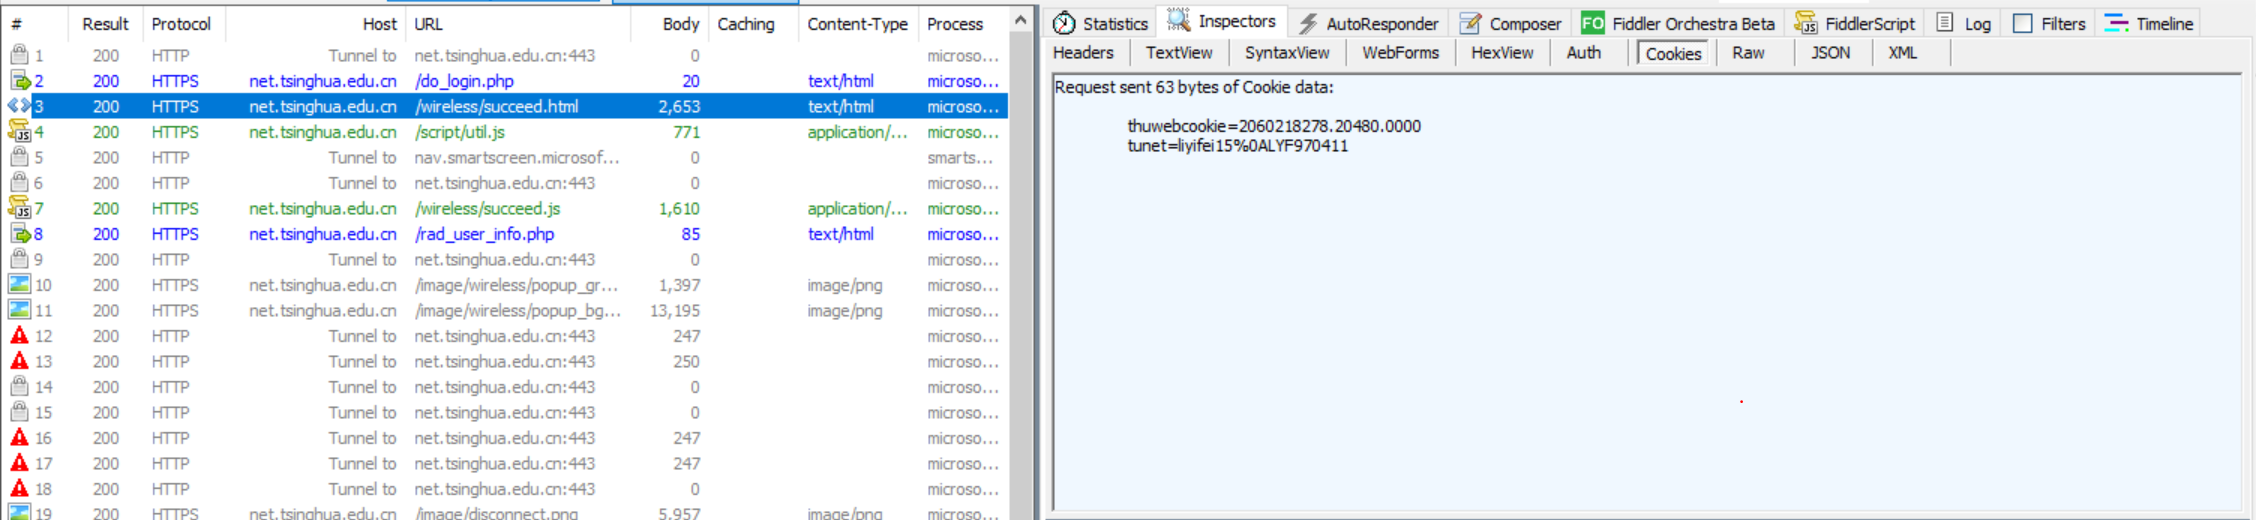 # Result Protocol Host URL Body Caching Content-Type Process
1 200 HTTP Tunnel to net.tsinghua.edu.cn:443 0 microso...
2 200 HTTPS net.tsinghua.edu.cn /do_login.php 20 text/html microso...
3 200 HTTPS net.tsinghua.edu.cn /wireless/succeed.html 2,653 text/html microso...
4 200 HTTPS net.tsinghua.edu.cn /script/util.js 771 application/... microso...
5 200 HTTP Tunnel to nav.smartscreen.microsof... 0 smarts...
6 200 HTTP Tunnel to net.tsinghua.edu.cn:443 0 microso...
7 200 HTTPS net.tsinghua.edu.cn /wireless/succeed.js 1,610 application/... microso...
8 200 HTTPS net.tsinghua.edu.cn /rad_user_info.php 85 text/html microso...
9 200 HTTP Tunnel to net.tsinghua.edu.cn:443 0 microso...
10 200 HTTPS net.tsinghua.edu.cn /image/wireless/popup_gr... 1,397 image/png microso...
11 200 HTTPS net.tsinghua.edu.cn /image/wireless/popup_bg... 13,195 image/png microso...
12 200 HTTP Tunnel to net.tsinghua.edu.cn:443 247 microso...
13 200 HTTP Tunnel to net.tsinghua.edu.cn:443 250 microso...
14 200 HTTP Tunnel to net.tsinghua.edu.cn:443 0 microso...
15 200 HTTP Tunnel to net.tsinghua.edu.cn:443 0 microso...
16 200 HTTP Tunnel to net.tsinghua.edu.cn:443 247 microso...
17 200 HTTP Tunnel to net.tsinghua.edu.cn:443 247 microso...
18 200 HTTP Tunnel to net.tsinghua.edu.cn:443 0 microso...
19 200 HTTPS net.tsinghua.edu.cn /image/disconnect.png 5,957 image/png microso...
Statistics Inspectors AutoResponder Composer FO Fiddler Orchestra Beta FiddlerScript Log Filters Timeline
Headers TextView SyntaxView WebForms HexView Auth Cookies Raw JSON XML
Request sent 63 bytes of Cookie data:
thuwebcookie=2060218278.20480.0000
tunet=liyifei15%0ALYF970411